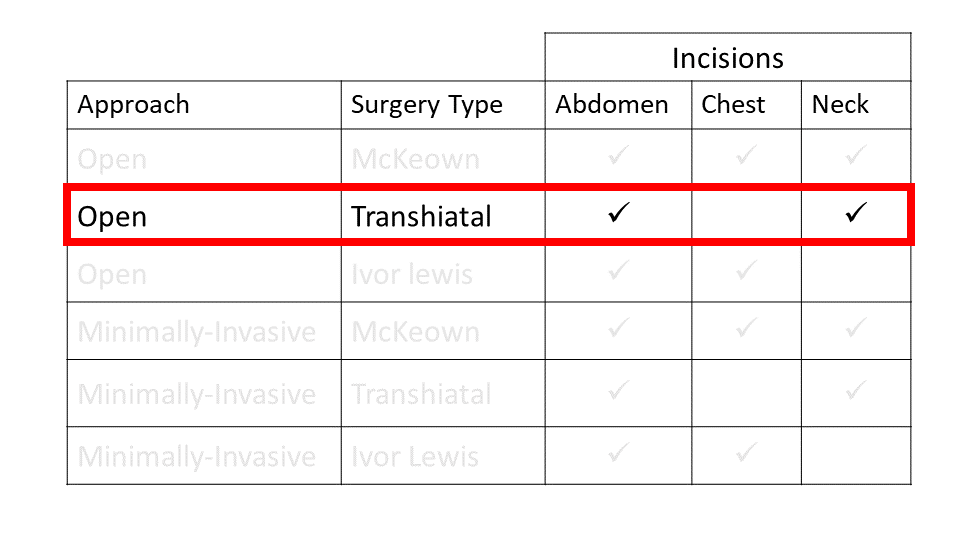 Incisions
Approach Surgery Type Abdomen Chest Neck
Open McKeown ✓ ✓ ✓
Open Transhiatal ✓ ✓
Open Ivor lewis ✓ ✓
Minimally-Invasive McKeown ✓ ✓ ✓
Minimally-Invasive Transhiatal ✓ ✓
Minimally-Invasive Ivor Lewis ✓ ✓